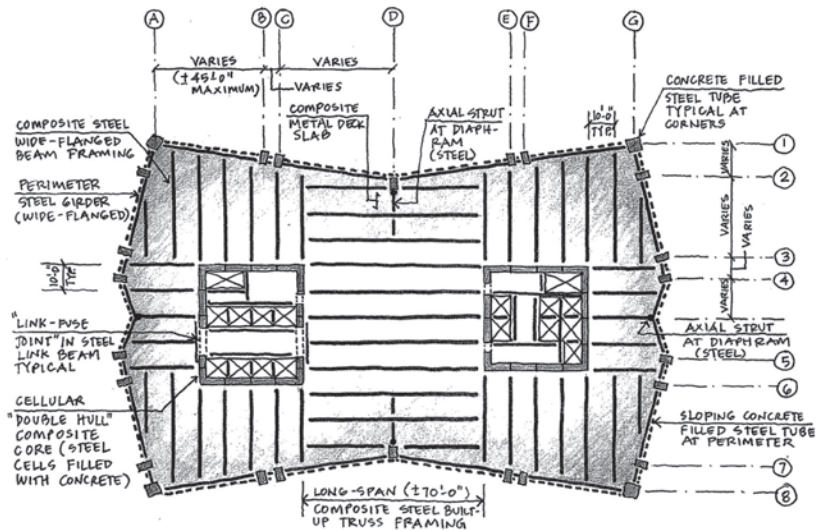 A
B
C
D
E
F
G
VARIES
(±45'-0"
MAXIMUM)
VARIES
VARIES
COMPOSITE
METAL DECK
SLAB
AXIAL STRUT
AT DIAPH-
RAM
(STEEL)
10'-0"
TYP.
CONCRETE FILLED
STEEL TUBE
TYPICAL AT
CORNERS
COMPOSITE STEEL
WIDE-FLANGED
BEAM FRAMING
PERIMETER
STEEL GIRDER
(WIDE-FLANGED)
10'-0
TYP.
"LINK-FUSE
JOINT" IN STEEL
LINK BEAM
TYPICAL
CELLULAR
"DOUBLE HULL"
COMPOSITE
CORE (STEEL
CELLS FILLED
WITH CONCRETE)
LONG-SPAN (±70'-0")
COMPOSITE STEEL BUILT-
UP TRUSS FRAMING
VARIES
VARIES
VARIES
VARIES
1
2
3
4
AXIAL STRUT
AT DIAPHRAM
(STEEL)
5
6
SLOPING CONCRETE
FILLED STEEL TUBE
AT PERIMETER
7
8